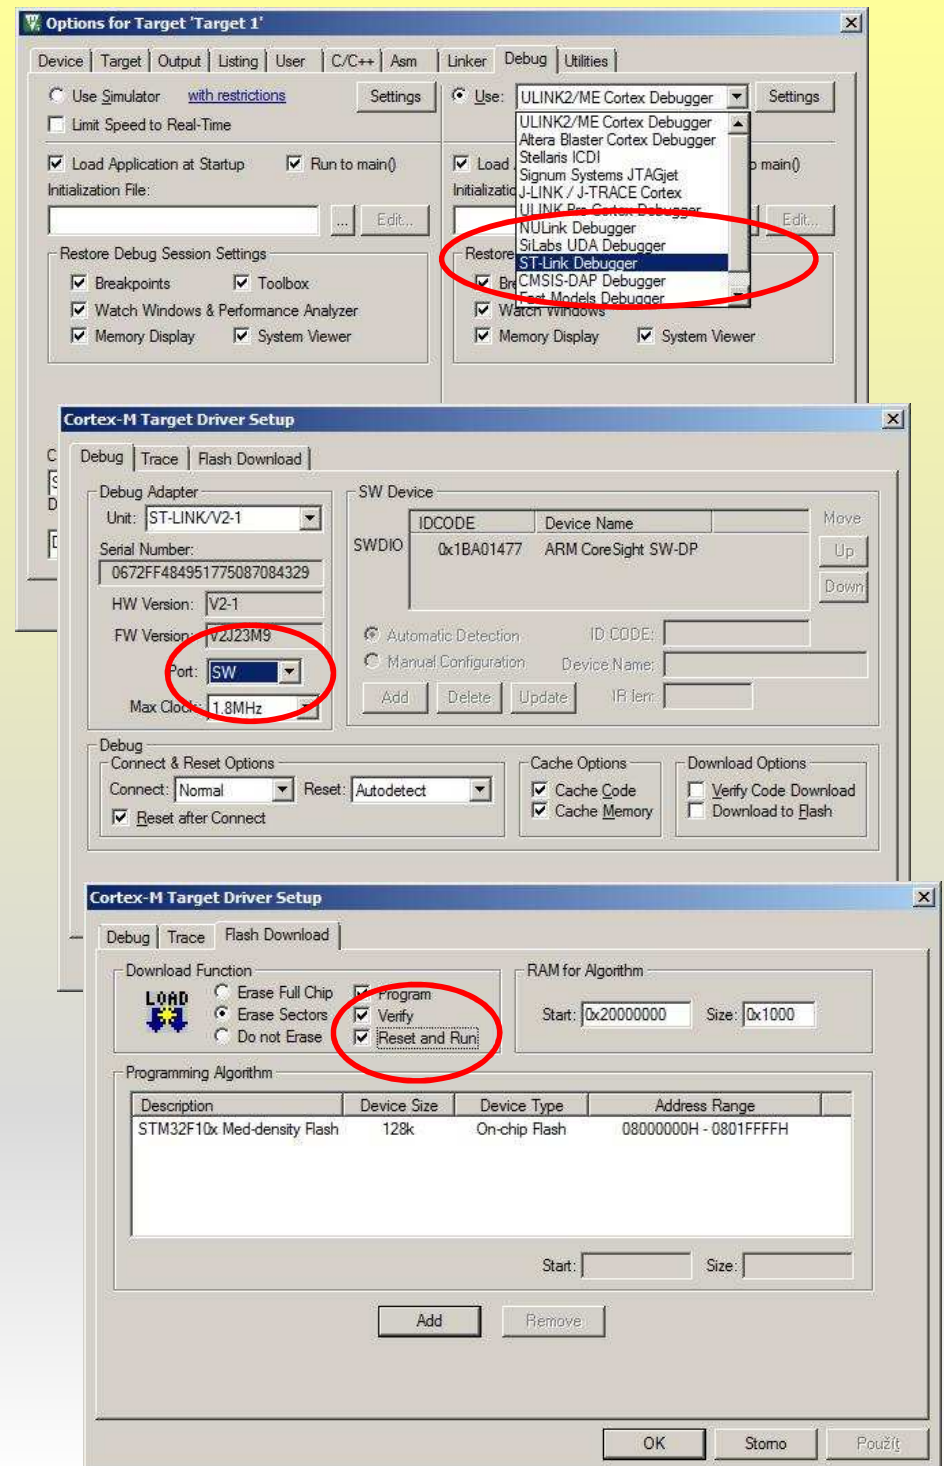 Options for Target 'Target 1'
Device Target Output Listing User C/C++ Asm Linker Debug Utilities
Use Simulator with restrictions Settings Use: ULINK2/ME Cortex Debugger Settings
Limit Speed to Real-Time
ULINK2/ME Cortex Debugger
Altera Blaster Cortex Debugger
Stellaris ICDI
Signum Systems JTAGjet
J-LINK / J-TRACE Cortex
ULINK Pro Cortex Debugger
NULink Debugger
SiLabs UDA Debugger
ST-Link Debugger
CMSIS-DAP Debugger
Fast Models Debugger
Load Application at Startup Run to main() Load main()
Initialization File:
... Edit... Edit...
Restore Debug Session Settings Restore
Breakpoints Toolbox
Watch Windows & Performance Analyzer Watch Windows
Memory Display System Viewer Memory Display System Viewer
Cortex-M Target Driver Setup
Debug Trace Flash Download
Debug Adapter
Unit: ST-LINK/V2-1
Serial Number:
0672FF484951775087084329
HW Version: V2-1
FW Version: V2J23M9
Port: SW
Max Clock: 1.8MHz
SW Device
IDCODE Device Name Move
SWDIO 0x1BA01477 ARM CoreSight SW-DP Up
Down
Automatic Detection ID CODE:
Manual Configuration Device Name:
Add Delete Update IR len:
Debug
Connect & Reset Options
Connect: Normal Reset: Autodetect
Reset after Connect
Cache Options
Cache Code
Cache Memory
Download Options
Verify Code Download
Download to Flash
Cortex-M Target Driver Setup
Debug Trace Flash Download
Download Function
LOAD
Erase Full Chip Program
Erase Sectors Verify
Do not Erase Reset and Run
RAM for Algorithm
Start: 0x20000000 Size: 0x1000
Programming Algorithm
Description Device Size Device Type Address Range
STM32F10x Med-density Flash 128k On-chip Flash 08000000H - 0801FFFFH
Start: Size:
Add Remove
OK Storno Použít